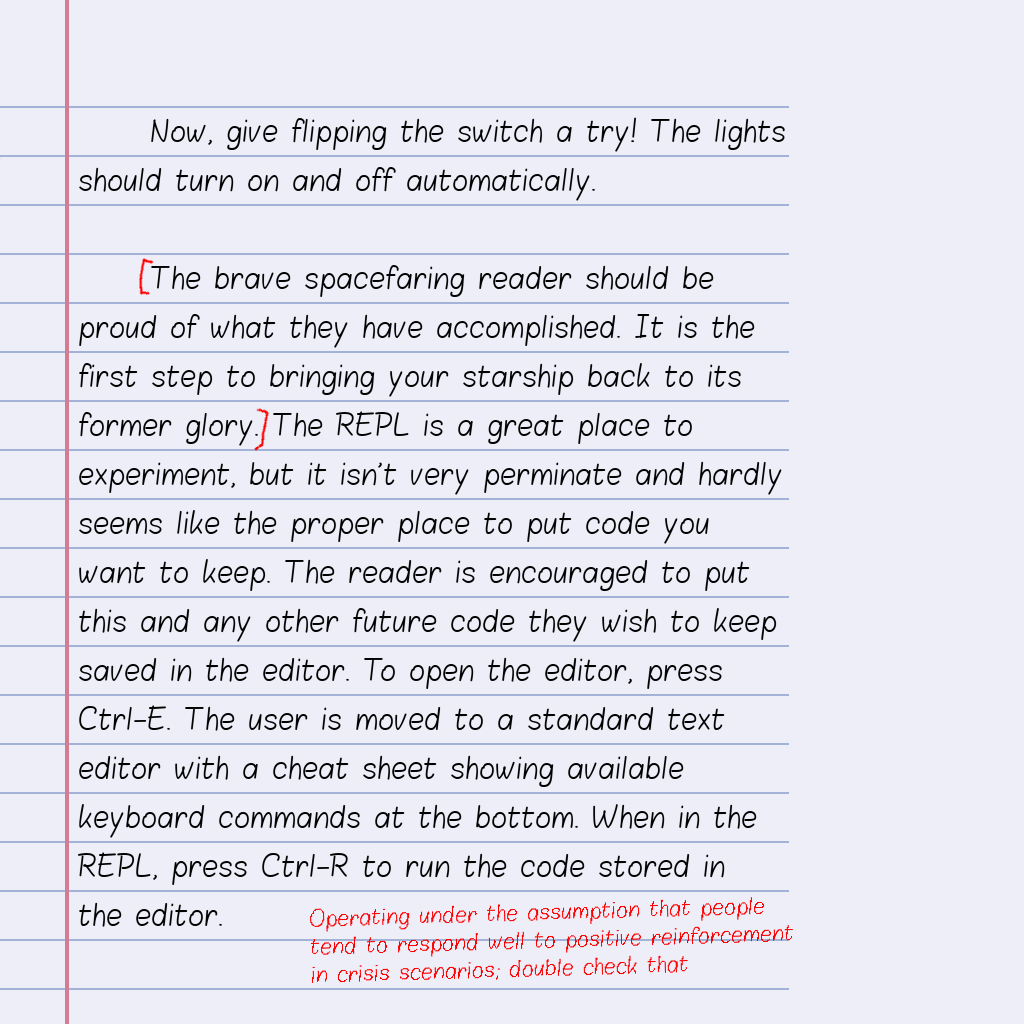 Now, give flipping the switch a try! The lights
should turn on and off automatically.
[The brave spacefaring reader should be
proud of what they have accomplished. It is the
first step to bringing your starship back to its
former glory.] The REPL is a great place to
experiment, but it isn't very perminate and hardly
seems like the proper place to put code you
want to keep. The reader is encouraged to put
this and any other future code they wish to keep
saved in the editor. To open the editor, press
Ctrl-E. The user is moved to a standard text
editor with a cheat sheet showing available
keyboard commands at the bottom. When in the
REPL, press Ctrl-R to run the code stored in
the editor.
Operating under the assumption that people
tend to respond well to positive reinforcement
in crisis scenarios; double check that